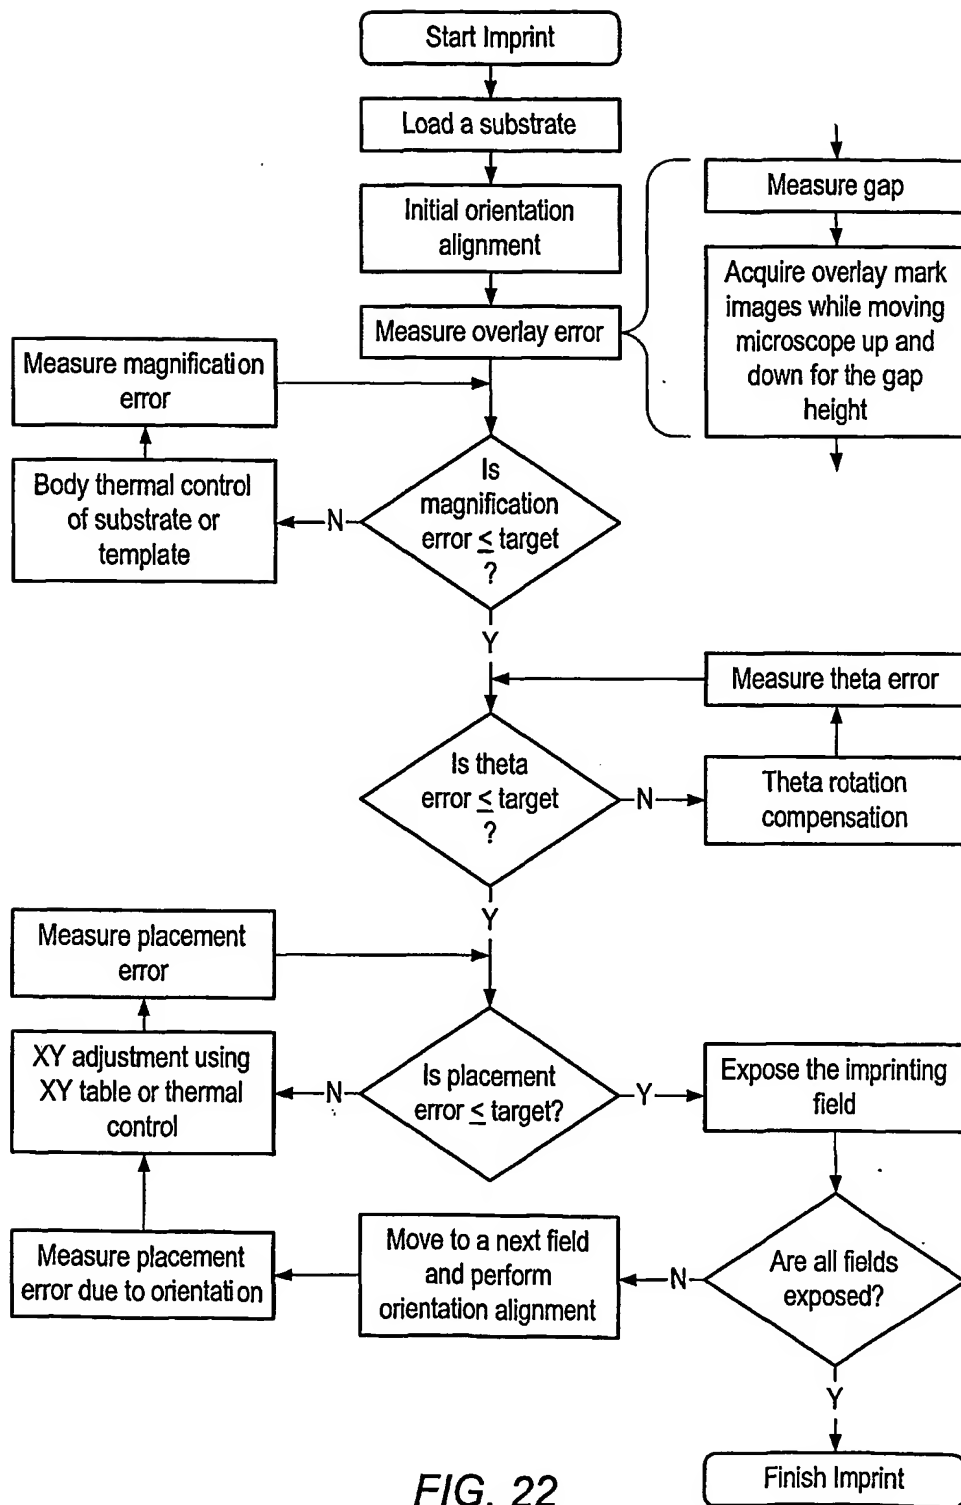 Start Imprint
Load a substrate
Initial orientation
alignment
Measure overlay error
Measure gap
Acquire overlay mark
images while moving
microscope up and
down for the gap
height
Measure magnification
error
Body thermal control
of substrate or
template
N
Is
magnification
error ≤ target
?
Y
Measure theta error
Is theta
error ≤ target
?
N
Theta rotation
compensation
Y
Measure placement
error
XY adjustment using
XY table or thermal
control
N
Is placement
error ≤ target?
Y
Expose the imprinting
field
Measure placement
error due to orientation
Move to a next field
and perform
orientation alignment
N
Are all fields
exposed?
Y
Finish Imprint
FIG. 22